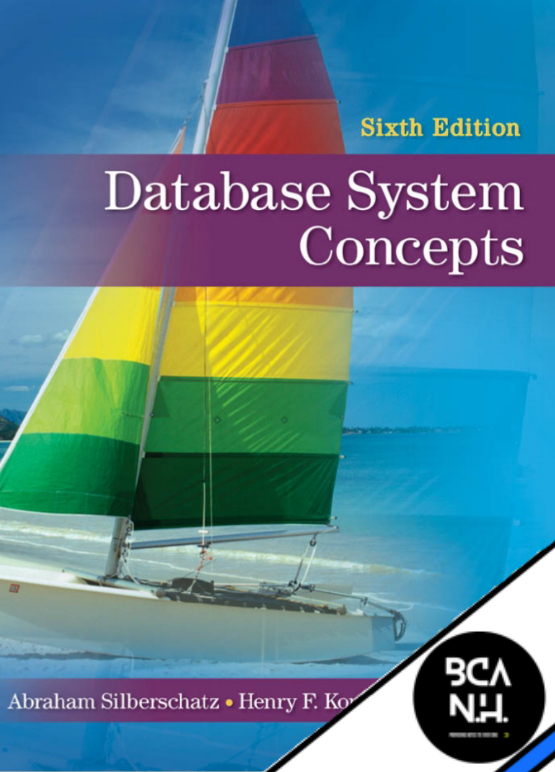 Sixth Edition
Database System
Concepts
Abraham Silberschatz • Henry F. Ko
BCA
N.H.